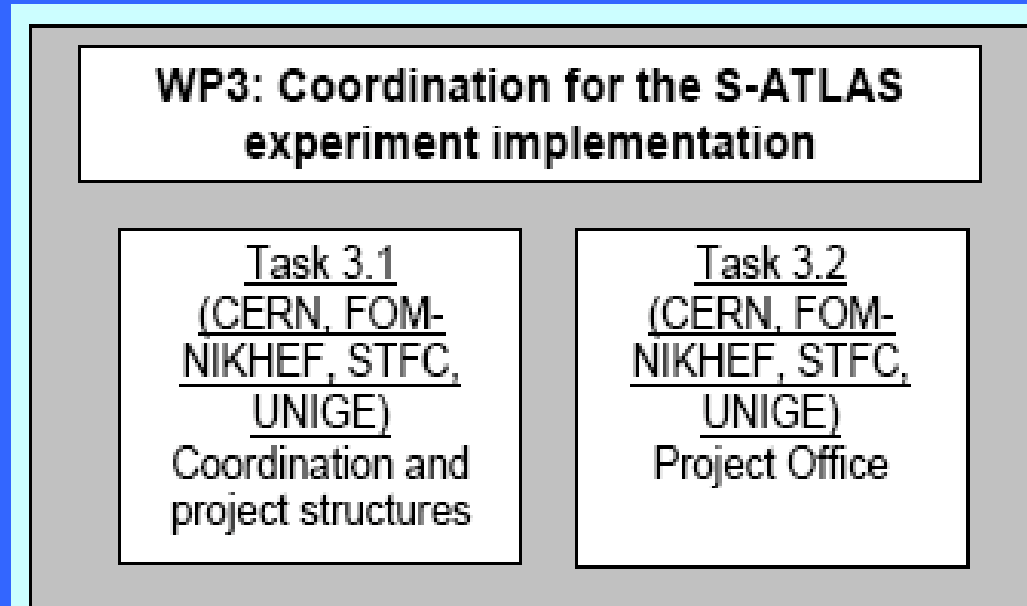 WP3: Coordination for the S-ATLAS
experiment implementation
Task 3.1
(CERN, FOM-
NIKHEF, STFC,
UNIGE)
Coordination and
project structures
Task 3.2
(CERN, FOM-
NIKHEF, STFC,
UNIGE)
Project Office